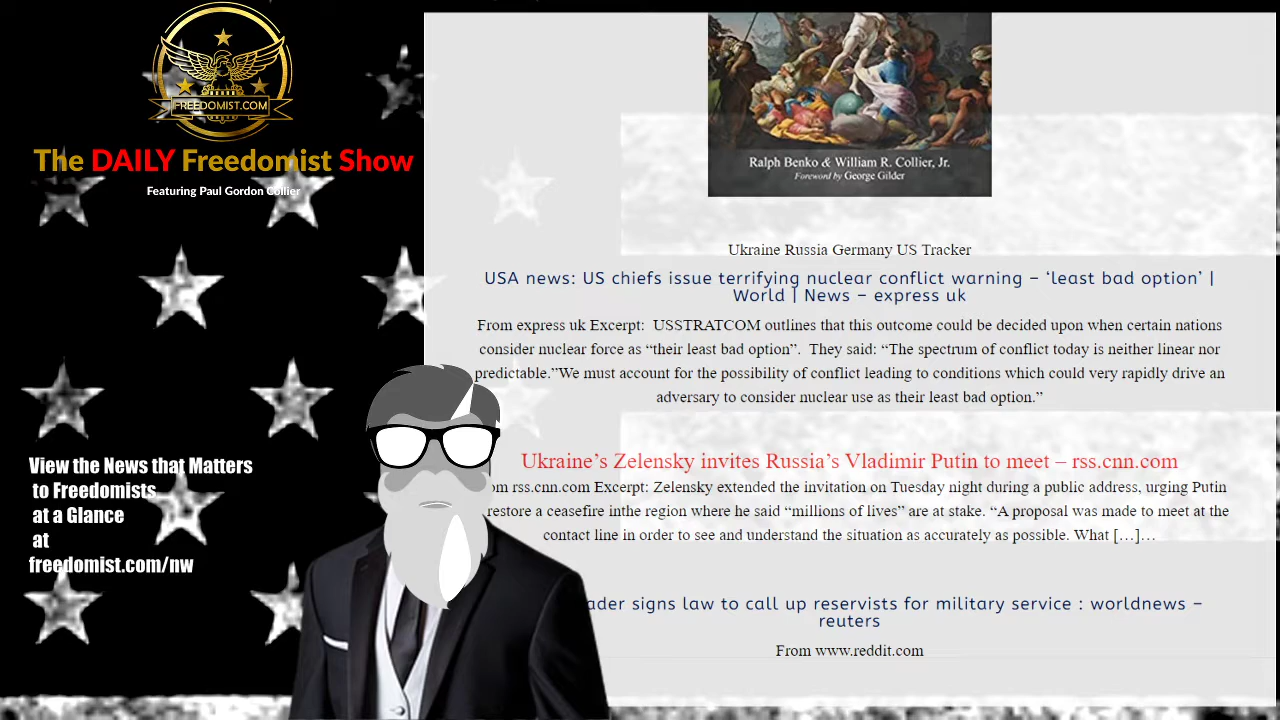 FREEDOMIST.COM
The DAILY Freedomist Show
Featuring Paul Gordon Collier
View the News that Matters
to Freedomists
at a Glance
at
freedomist.com/nw
Ralph Benko & William R. Collier, Jr.
Foreword by George Gilder
Ukraine Russia Germany US Tracker
USA news: US chiefs issue terrifying nuclear conflict warning – ‘least bad option’ |
World | News – express uk
From express uk Excerpt:  USSTRATCOM outlines that this outcome could be decided upon when certain nations
consider nuclear force as “their least bad option”.  They said: “The spectrum of conflict today is neither linear nor
predictable.”We must account for the possibility of conflict leading to conditions which could very rapidly drive an
adversary to consider nuclear use as their least bad option.”
Ukraine’s Zelensky invites Russia’s Vladimir Putin to meet – rss.cnn.com
om rss.cnn.com Excerpt: Zelensky extended the invitation on Tuesday night during a public address, urging Putin
restore a ceasefire inthe region where he said “millions of lives” are at stake. “A proposal was made to meet at the
contact line in order to see and understand the situation as accurately as possible. What […]…
ader signs law to call up reservists for military service : worldnews –
reuters
From www.reddit.com